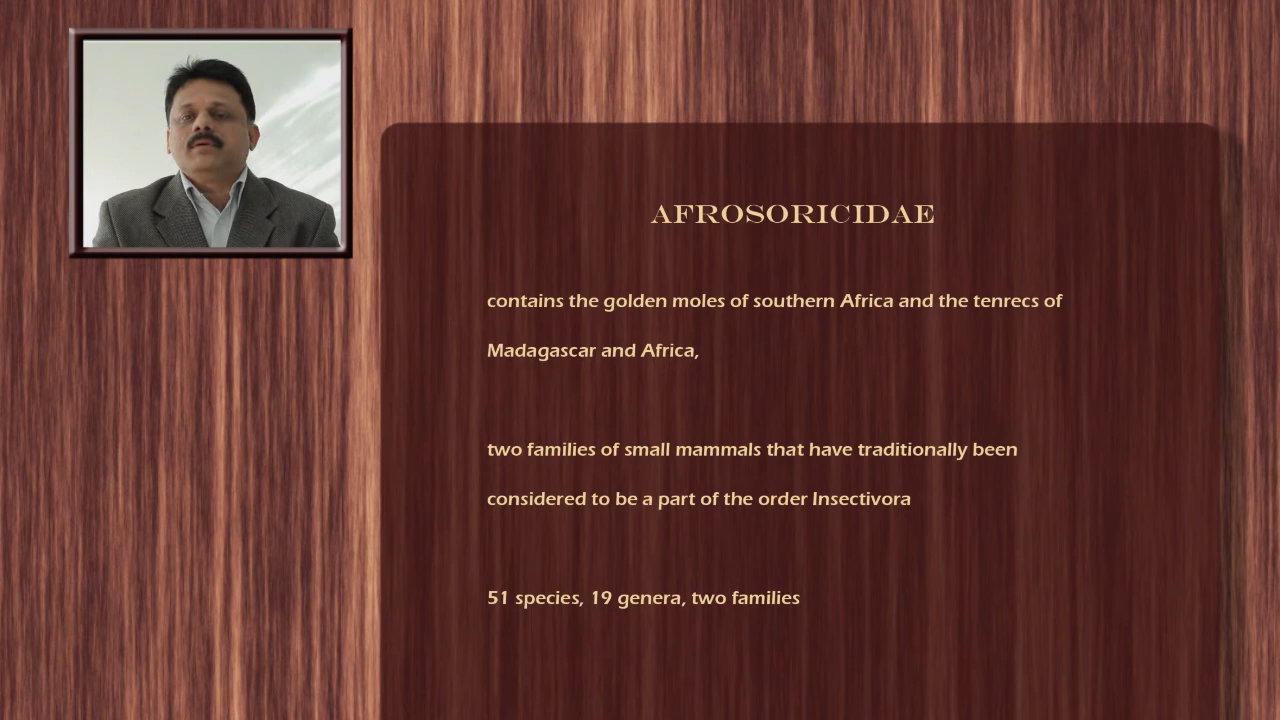 AFROSORICIDAE
contains the golden moles of southern Africa and the tenrecs of
Madagascar and Africa,
two families of small mammals that have traditionally been
considered to be a part of the order Insectivora
51 species, 19 genera, two families